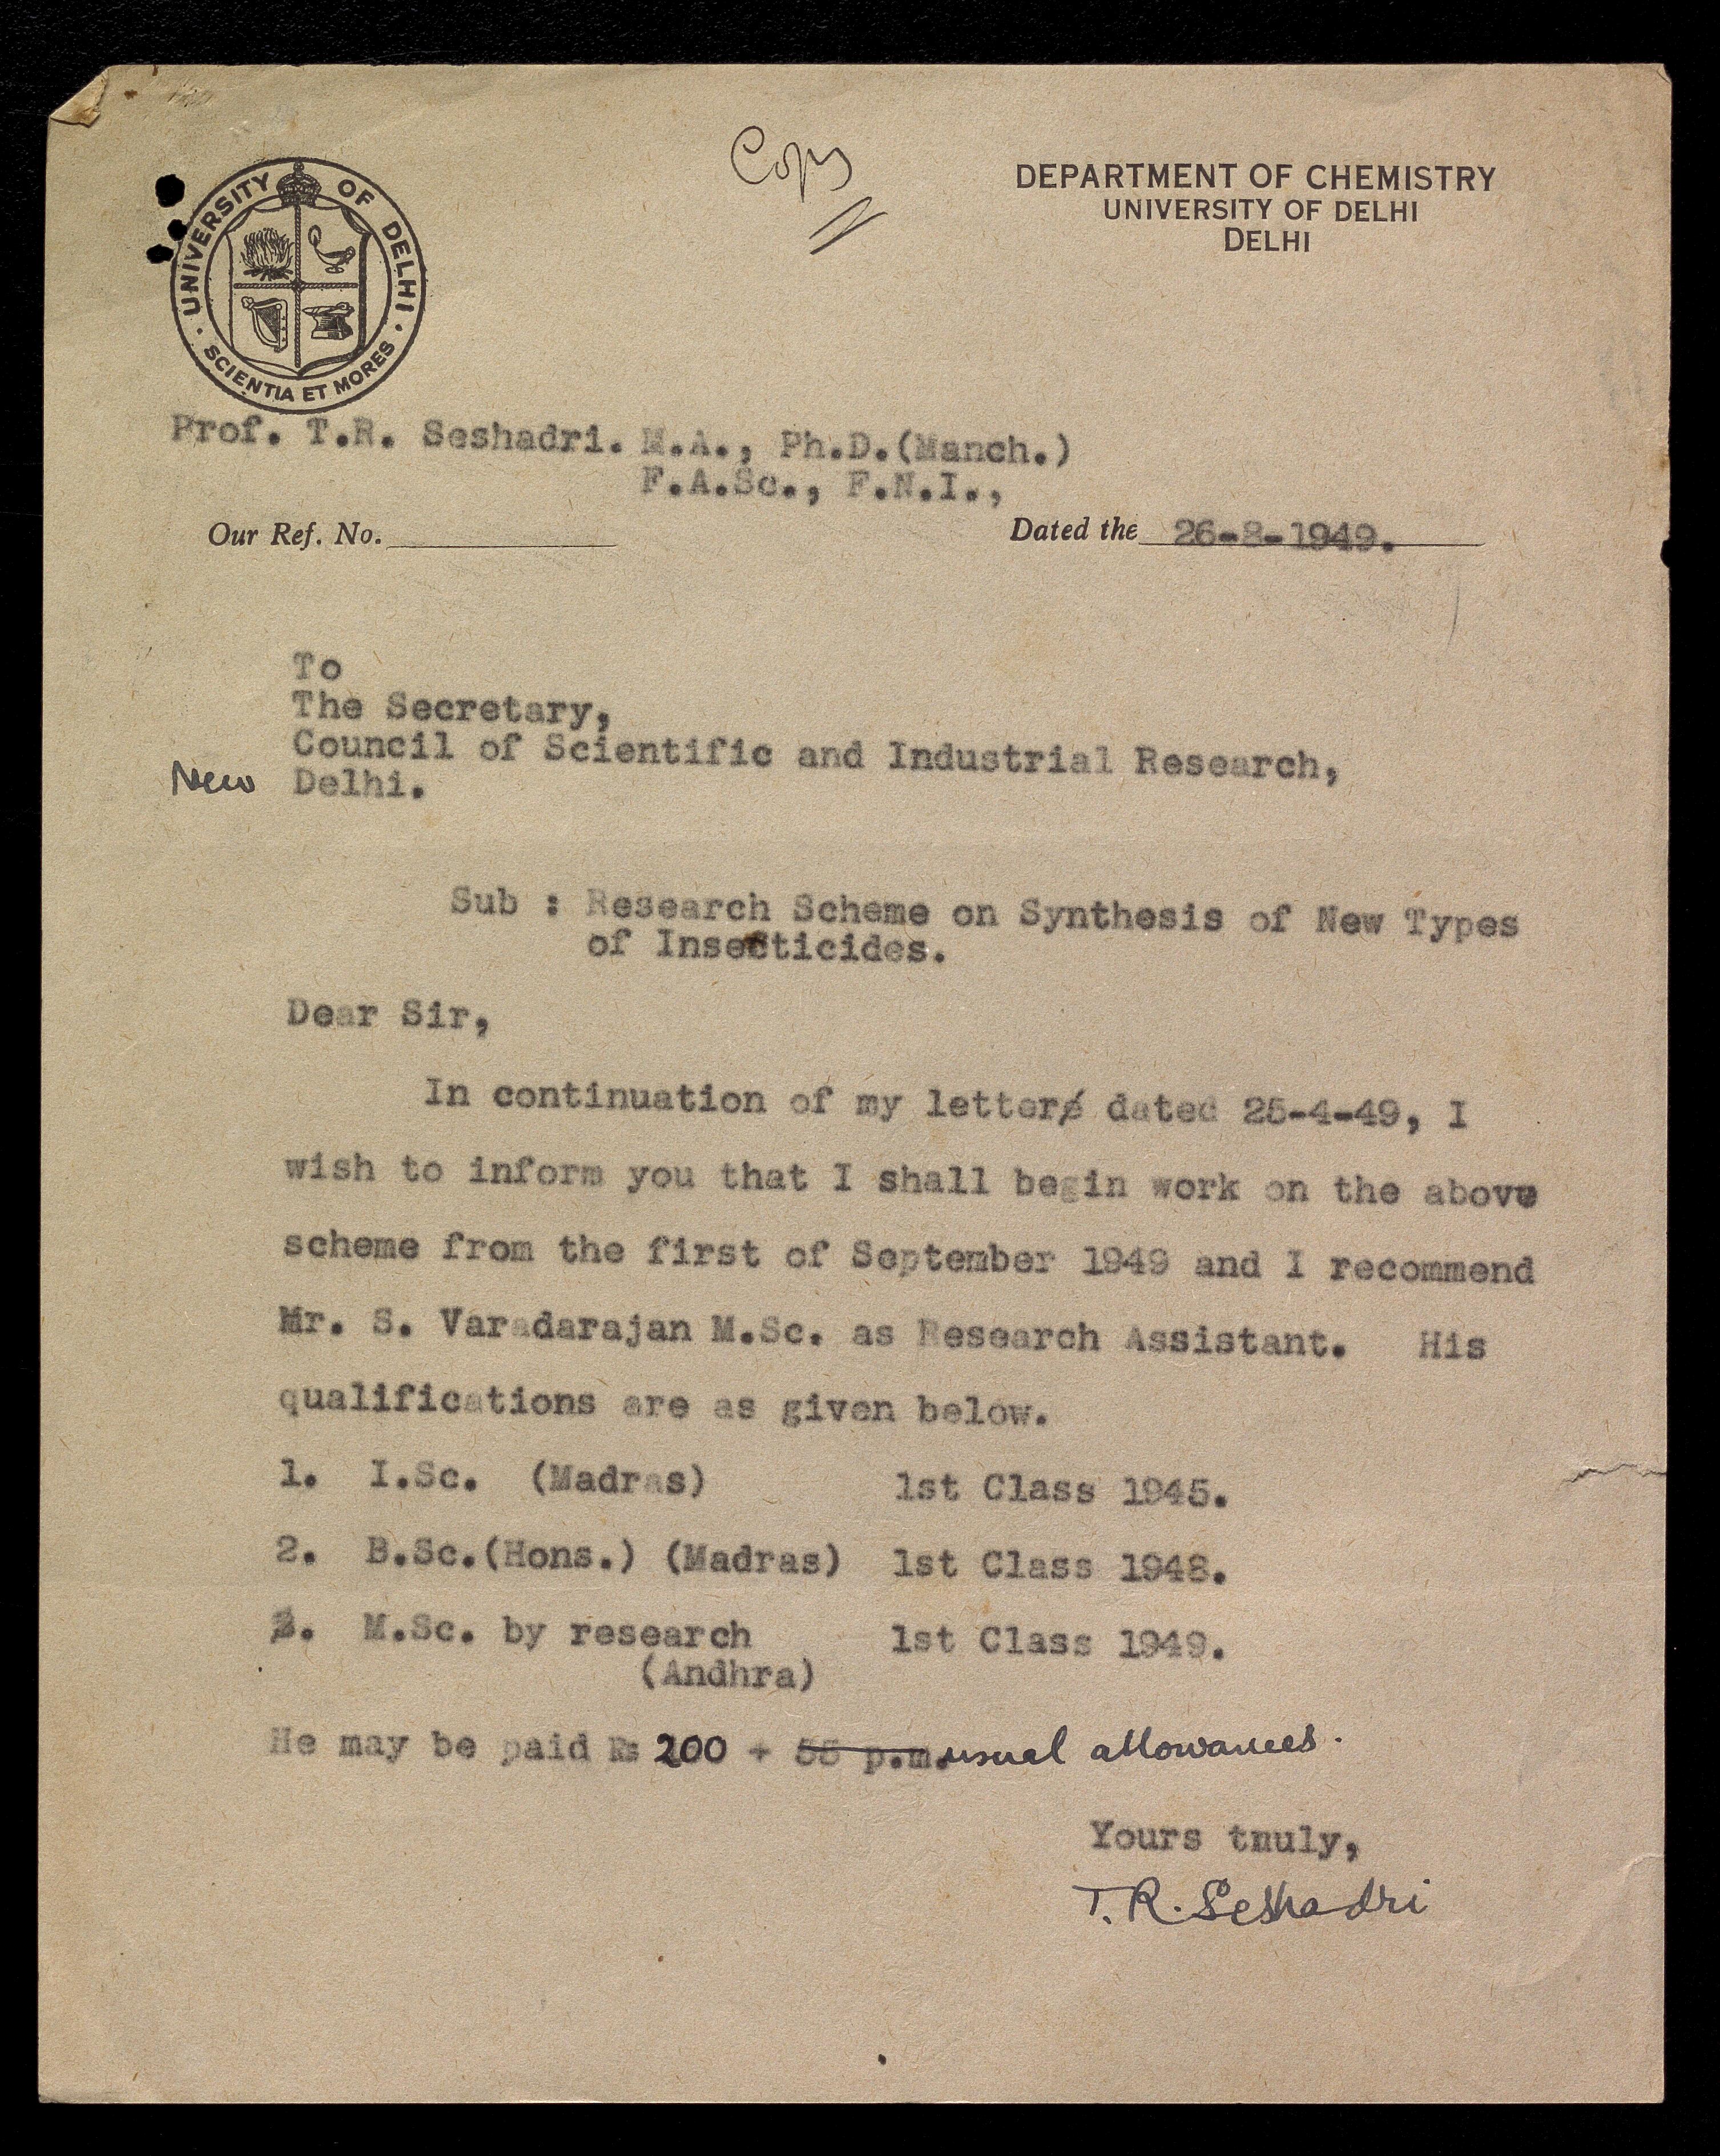 Copy
UNIVERSITY OF DELHI
SCIENTIA ET MORES
DEPARTMENT OF CHEMISTRY
UNIVERSITY OF DELHI
DELHI
Prof. T.R. Seshadri. M.A., Ph.D.(Manch.)
F.A.Sc., F.N.I.,
Our Ref. No.
Dated the 26-8-1949.
To
The Secretary,
Council of Scientific and Industrial Research,
New Delhi.
Sub : Research Scheme on Synthesis of New Types
of Insecticides.
Dear Sir,
In continuation of my letter dated 25-4-49, I
wish to inform you that I shall begin work on the above
scheme from the first of September 1949 and I recommend
Mr. S. Varadarajan M.Sc. as Research Assistant. His
qualifications are as given below.
1. I.Sc. (Madras) 1st Class 1945.
2. B.Sc.(Hons.) (Madras) 1st Class 1948.
3. M.Sc. by research 1st Class 1949.
(Andhra)
He may be paid Rs 200 + 55 p.m. usual allowances.
Yours tnuly,
T. R. Seshadri